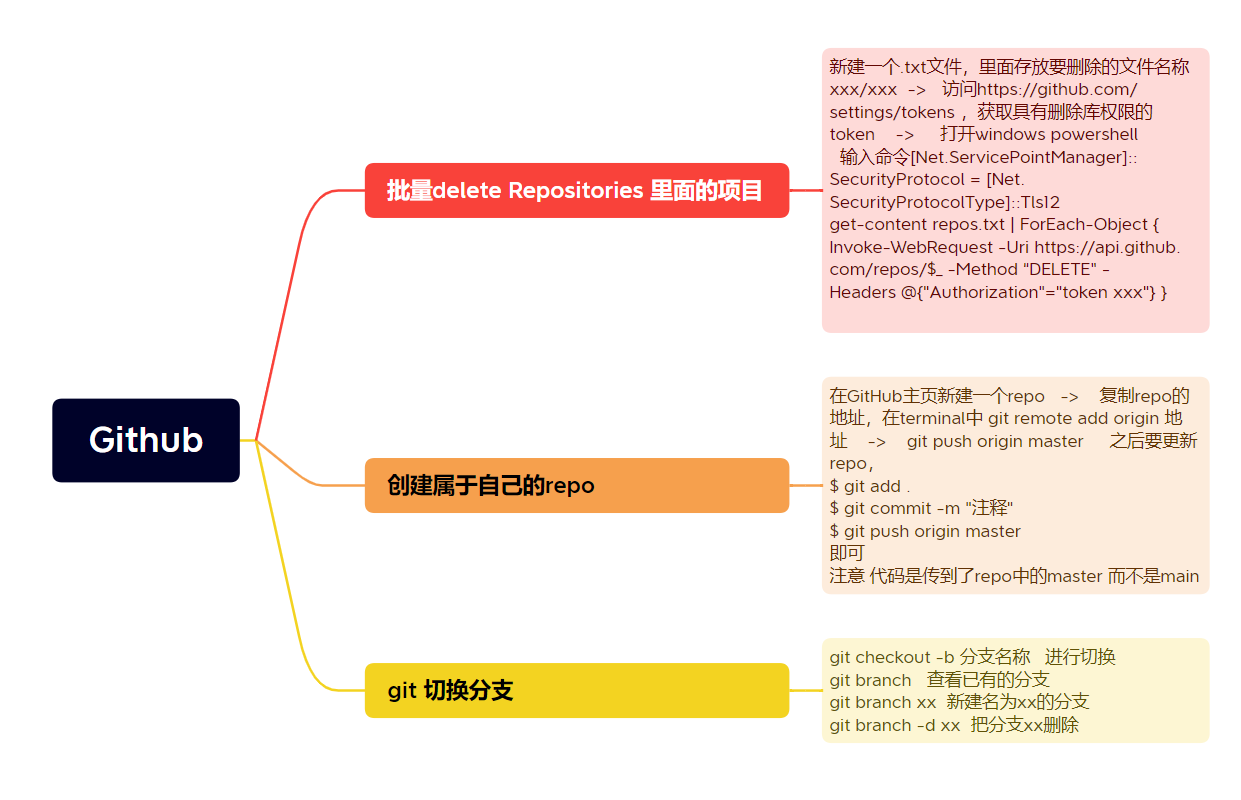 Github
批量delete Repositories 里面的项目
新建一个.txt文件，里面存放要删除的文件名称
xxx/xxx -> 访问https://github.com/
settings/tokens ，获取具有删除库权限的
token -> 打开windows powershell
输入命令[Net.ServicePointManager]::
SecurityProtocol = [Net.
SecurityProtocolType]::Tls12
get-content repos.txt | ForEach-Object {
Invoke-WebRequest -Uri https://api.github.
com/repos/$_ -Method “DELETE” -
Headers @{"Authorization"="token xxx"} }
创建属于自己的repo
在GitHub主页新建一个repo -> 复制repo的
地址，在terminal中 git remote add origin 地
址 -> git push origin master 之后要更新
repo，
$ git add .
$ git commit -m "注释"
$ git push origin master
即可
注意 代码是传到了repo中的master 而不是main
git 切换分支
git checkout -b 分支名称 进行切换
git branch 查看已有的分支
git branch xx 新建名为xx的分支
git branch -d xx 把分支xx删除